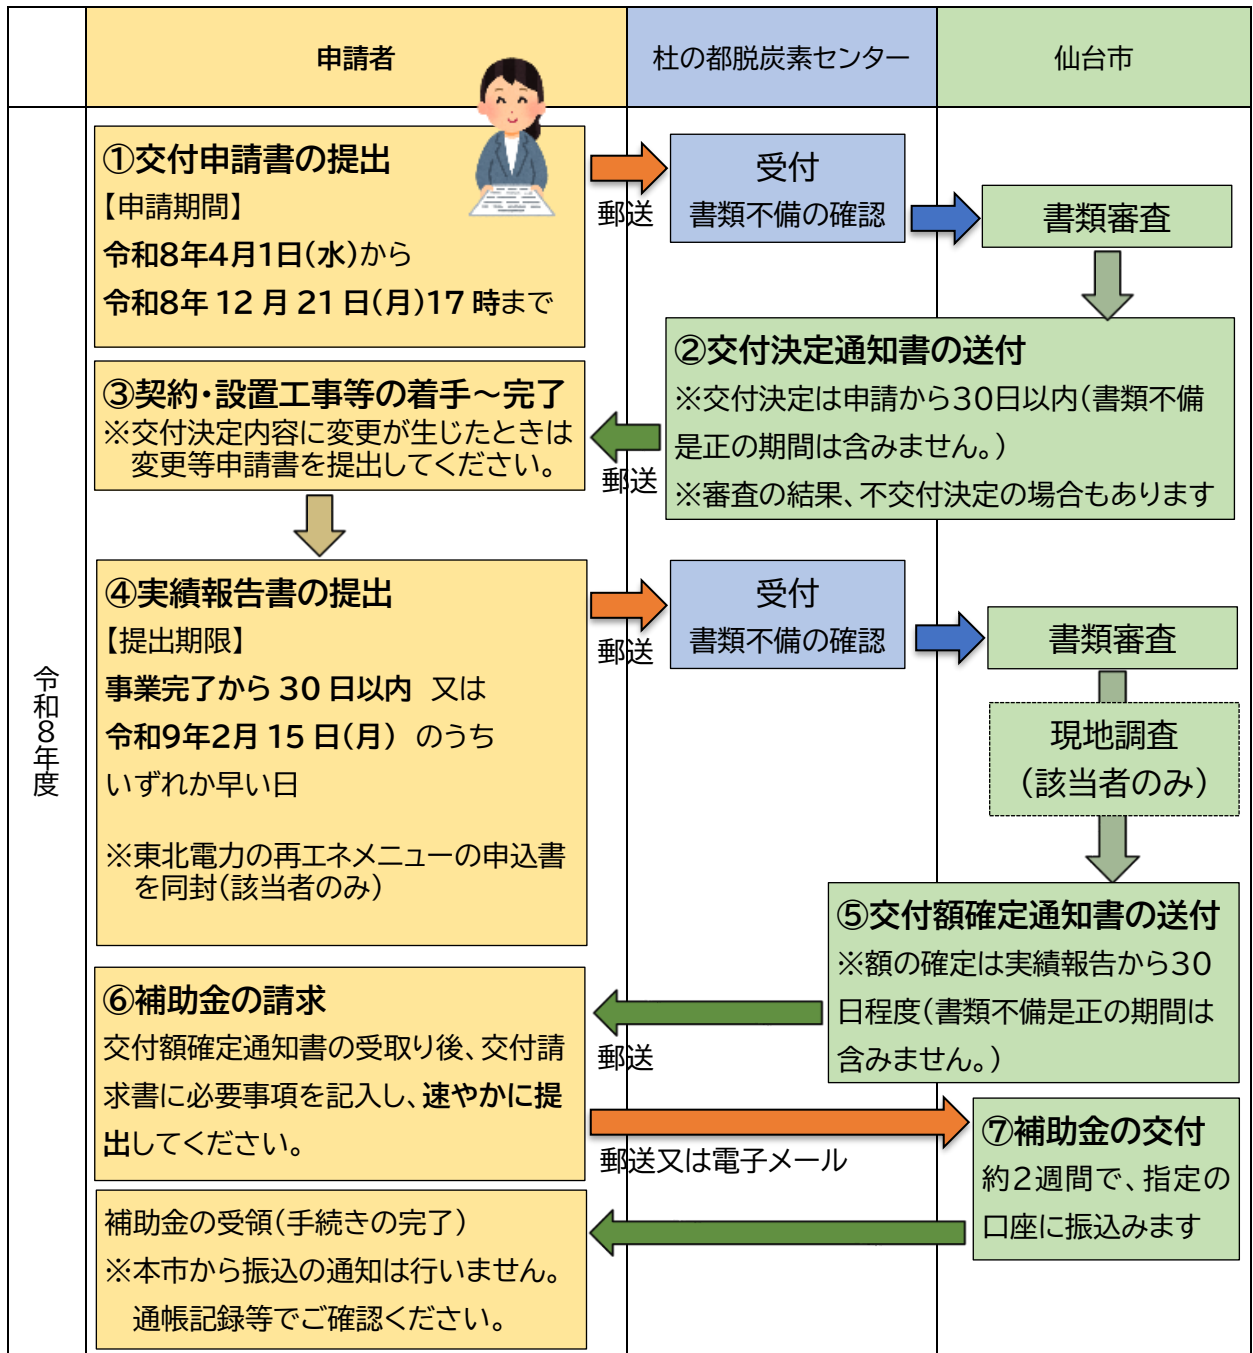 申請者
杜の都脱炭素センター
仙台市
令和8年度
①交付申請書の提出
【申請期間】
令和8年4月1日(水)から
令和8年 12 月 21 日(月)17 時まで
郵送
受付
書類不備の確認
書類審査
②交付決定通知書の送付
※交付決定は申請から30日以内(書類不備
是正の期間は含みません。)
※審査の結果、不交付決定の場合もあります
郵送
③契約・設置工事等の着手～完了
※交付決定内容に変更が生じたときは
変更等申請書を提出してください。
④実績報告書の提出
【提出期限】
事業完了から 30 日以内 又は
令和9年2月 15 日(月) のうち
いずれか早い日
※東北電力の再エネメニューの申込書
を同封(該当者のみ)
郵送
受付
書類不備の確認
書類審査
現地調査
(該当者のみ)
⑤交付額確定通知書の送付
※額の確定は実績報告から30
日程度(書類不備是正の期間は
含みません。)
郵送
⑥補助金の請求
交付額確定通知書の受取り後、交付請
求書に必要事項を記入し、速やかに提
出してください。
郵送又は電子メール
⑦補助金の交付
約2週間で、指定の
口座に振込みます
補助金の受領(手続きの完了)
※本市から振込の通知は行いません。
通帳記録等でご確認ください。